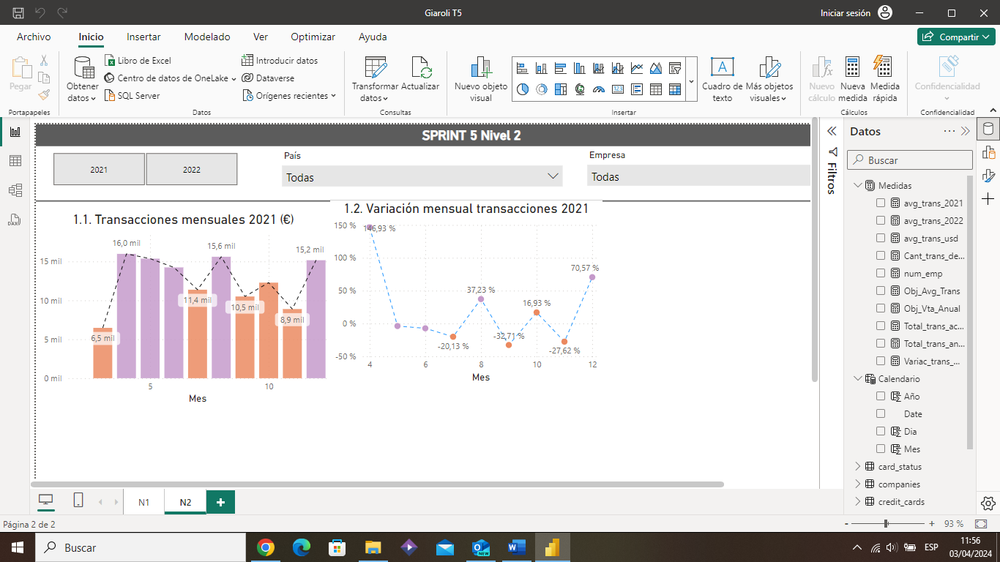 Giaroli T5
Iniciar sesión
Archivo Inicio Insertar Modelado Ver Optimizar Ayuda
Compartir
Pegar
Portapapeles
Obtener datos
Libro de Excel
Centro de datos de OneLake
SQL Server
Introducir datos
Dataverse
Orígenes recientes
Datos
Transformar datos
Actualizar
Consultas
Nuevo objeto visual
123
A
Cuadro de texto
Más objetos visuales
Insertar
Nuevo cálculo
Nueva medida
Medida rápida
Cálculos
Confidencialidad
Confidencialidad
DAX
SPRINT 5 Nivel 2
2021
2022
País
Todas
Empresa
Todas
1.1. Transacciones mensuales 2021 (€)
15 mil
10 mil
5 mil
0 mil
6,5 mil
16,0 mil
11,4 mil
15,6 mil
10,5 mil
8,9 mil
15,2 mil
5 10
Mes
1.2. Variación mensual transacciones 2021
150 %
100 %
50 %
0 %
-50 %
146,93 %
-20,13 %
37,23 %
-32,71 %
16,93 %
-27,62 %
70,57 %
4 6 8 10 12
Mes
Filtros
Datos
Buscar
Medidas
avg_trans_2021
avg_trans_2022
avg_trans_usd
Cant_trans_de...
num_emp
Obj_Avg_Trans
Obj_Vta_Anual
Total_trans_ac...
Total_trans_an...
Variac_trans_...
Calendario
Año
Date
Dia
Mes
card_status
companies
credit_cards
N1
N2
Página 2 de 2
93 %
Buscar
NEW
ESP
11:56
03/04/2024